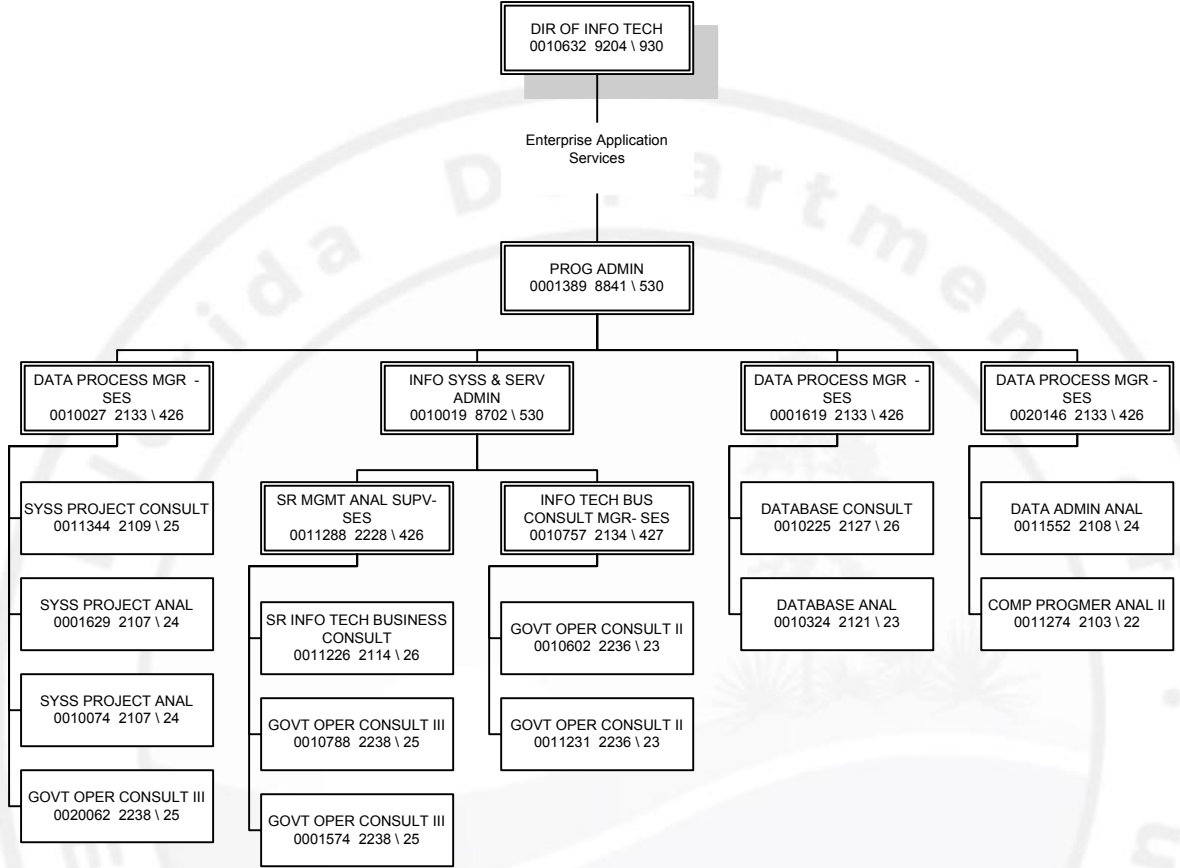 DIR OF INFO TECH
0010632 9204 \ 930
Enterprise Application
Services
PROG ADMIN
0001389 8841 \ 530
DATA PROCESS MGR -
SES
0010027 2133 \ 426
INFO SYSS & SERV
ADMIN
0010019 8702 \ 530
DATA PROCESS MGR -
SES
0001619 2133 \ 426
DATA PROCESS MGR -
SES
0020146 2133 \ 426
SYSS PROJECT CONSULT
0011344 2109 \ 25
SYSS PROJECT ANAL
0001629 2107 \ 24
SYSS PROJECT ANAL
0010074 2107 \ 24
GOVT OPER CONSULT III
0020062 2238 \ 25
SR MGMT ANAL SUPV-
SES
0011288 2228 \ 426
SR INFO TECH BUSINESS
CONSULT
0011226 2114 \ 26
GOVT OPER CONSULT III
0010788 2238 \ 25
GOVT OPER CONSULT III
0001574 2238 \ 25
INFO TECH BUS
CONSULT MGR- SES
0010757 2134 \ 427
GOVT OPER CONSULT II
0010602 2236 \ 23
GOVT OPER CONSULT II
0011231 2236 \ 23
DATABASE CONSULT
0010225 2127 \ 26
DATABASE ANAL
0010324 2121 \ 23
DATA ADMIN ANAL
0011552 2108 \ 24
COMP PROGMER ANAL II
0011274 2103 \ 22